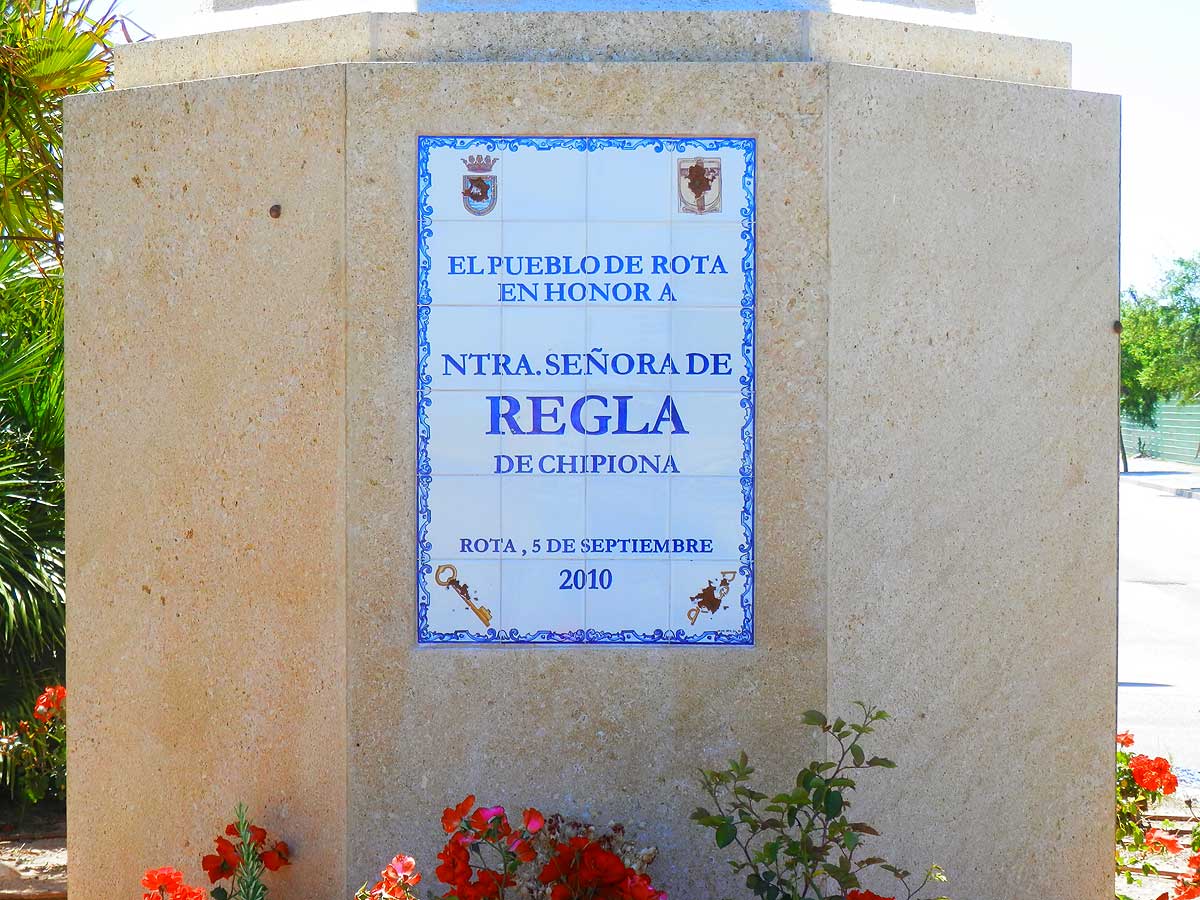 EL PUEBLO DE ROTA
EN HONOR A
NTRA. SEÑORA DE
REGLA
DE CHIPIONA
ROTA , 5 DE SEPTIEMBRE
2010